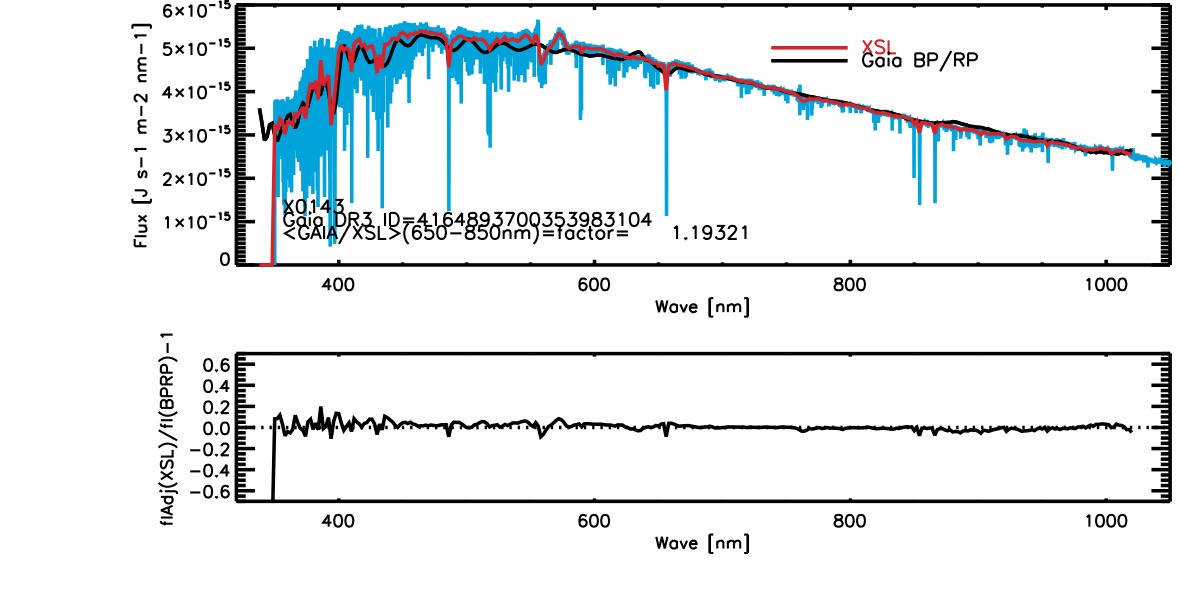 6×10⁻¹⁵
5×10⁻¹⁵
4×10⁻¹⁵
3×10⁻¹⁵
2×10⁻¹⁵
1×10⁻¹⁵
0
Flux [J s−1 m−2 nm−1]
XSL
Gaia BP/RP
X0143
Gaia DR3 ID=4164893700353983104
<GAIA/XSL>(650−850nm)=factor= 1.19321
400 600 800 1000
Wave [nm]
0.6
0.4
0.2
0.0
−0.2
−0.4
−0.6
flAdj(XSL)/fl(BPRP)−1
400 600 800 1000
Wave [nm]